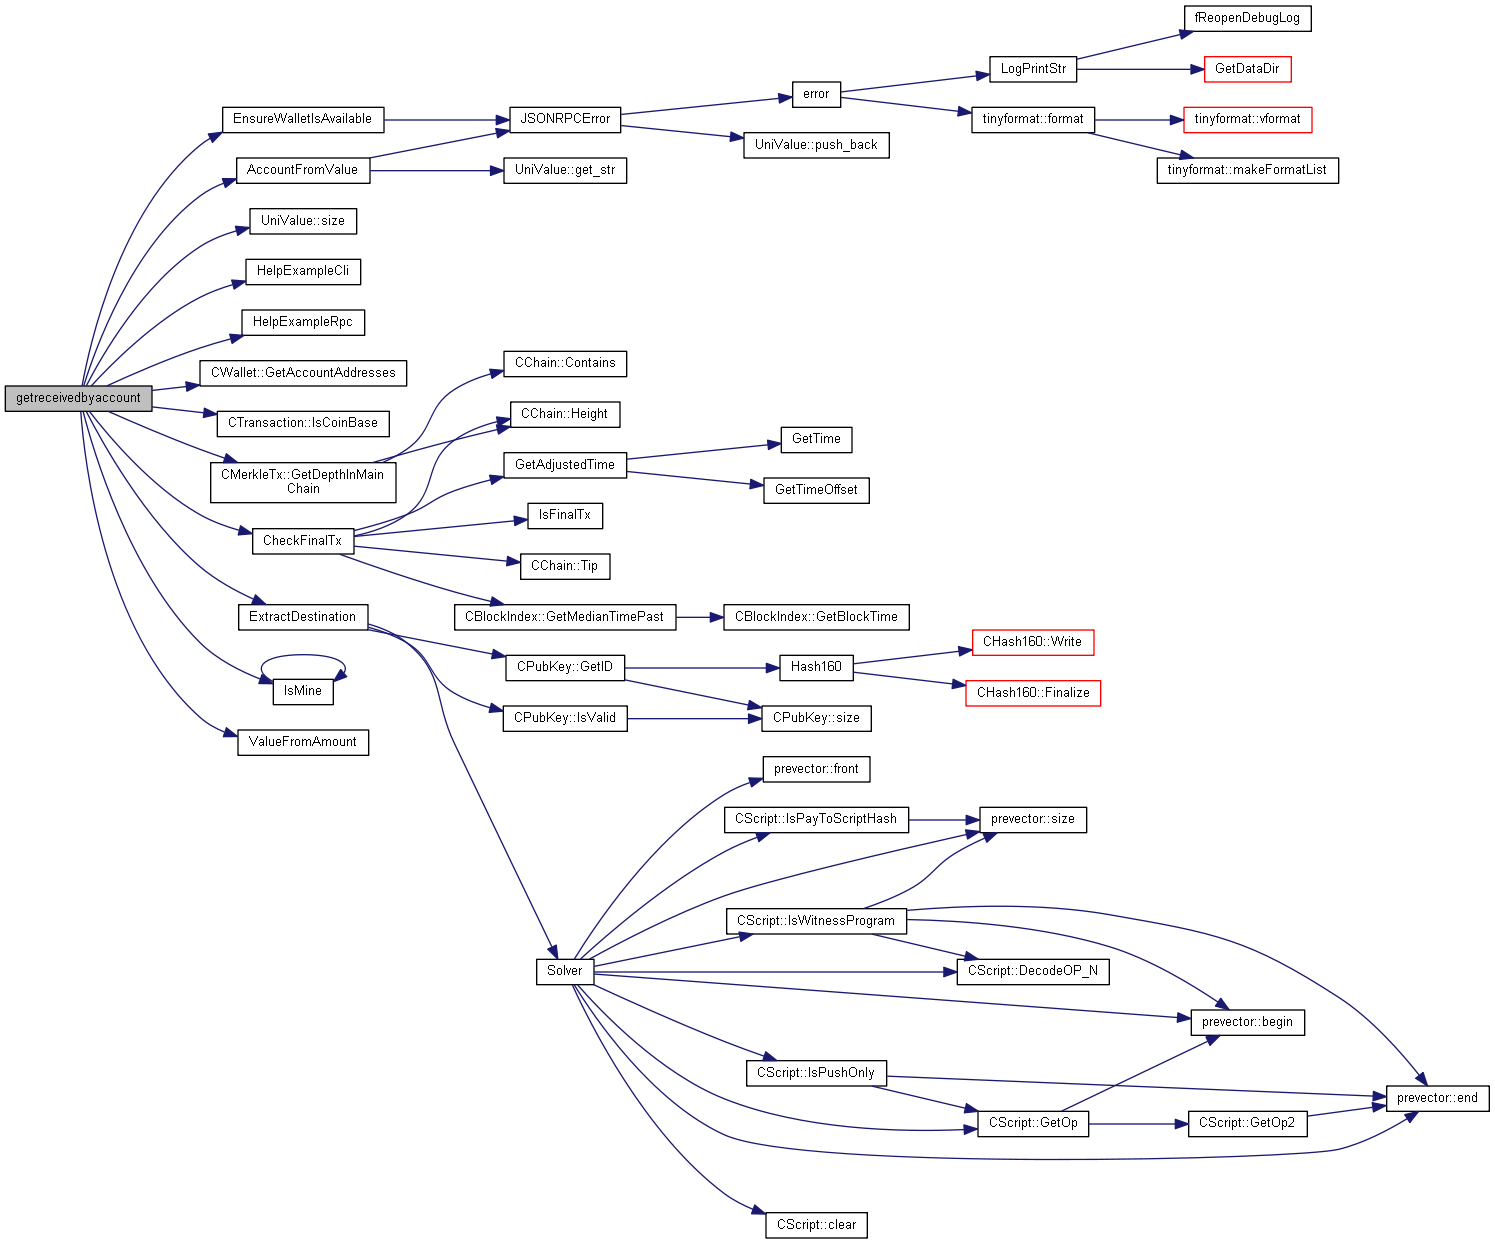 fReopenDebugLog
LogPrintStr
GetDataDir
error
EnsureWalletIsAvailable
JSONRPCError
tinyformat::format
tinyformat::vformat
UniValue::push_back
AccountFromValue
UniValue::get_str
tinyformat::makeFormatList
UniValue::size
HelpExampleCli
HelpExampleRpc
CChain::Contains
CWallet::GetAccountAddresses
getreceivedbyaccount
CChain::Height
CTransaction::IsCoinBase
GetTime
GetAdjustedTime
CMerkleTx::GetDepthInMain
Chain
GetTimeOffset
IsFinalTx
CheckFinalTx
CChain::Tip
ExtractDestination
CBlockIndex::GetMedianTimePast
CBlockIndex::GetBlockTime
CHash160::Write
CPubKey::GetID
Hash160
IsMine
CHash160::Finalize
CPubKey::IsValid
CPubKey::size
ValueFromAmount
prevector::front
CScript::IsPayToScriptHash
prevector::size
CScript::IsWitnessProgram
Solver
CScript::DecodeOP_N
prevector::begin
CScript::IsPushOnly
prevector::end
CScript::GetOp
CScript::GetOp2
CScript::clear